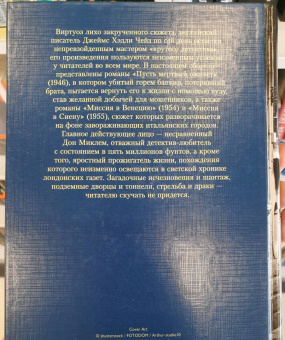 Виртуоз лихо закрученного сюжета, английский
писатель Джеймс Хэдли Чейз по сей день остается
непревзойденным мастером «крутого детектива»,
его произведения пользуются неизменным успехом
у читателей во всем мире. В настоящем сборнике
представлены романы «Пусть мертвые
(1946), в котором убитый горем банкир, потерявший
брата, пытается вернуть его к жизни с помощью вуду,
став желанной добычей для мошенников, а также
романы «Миссия в Венецию» (1954) и «Миссия
в Сиену» (1955), сюжет которых разворачивается
на фоне завораживающих итальянских городов.
Главное действующее лицо — несравненный
Дон Миклем, отважный детектив-любитель
с состоянием в пять миллионов фунтов, а кроме
того, яростный прожигатель жизни, похождения
которого неизменно освещаются в светской хронике
лондонских газет. Загадочные исчезновения и шантаж,
подземные дворцы и тоннели, стрельба и драки —
читателю скучать не придется.
Cover Art
© shutterstock / FOTODOM / Arthur-studio10